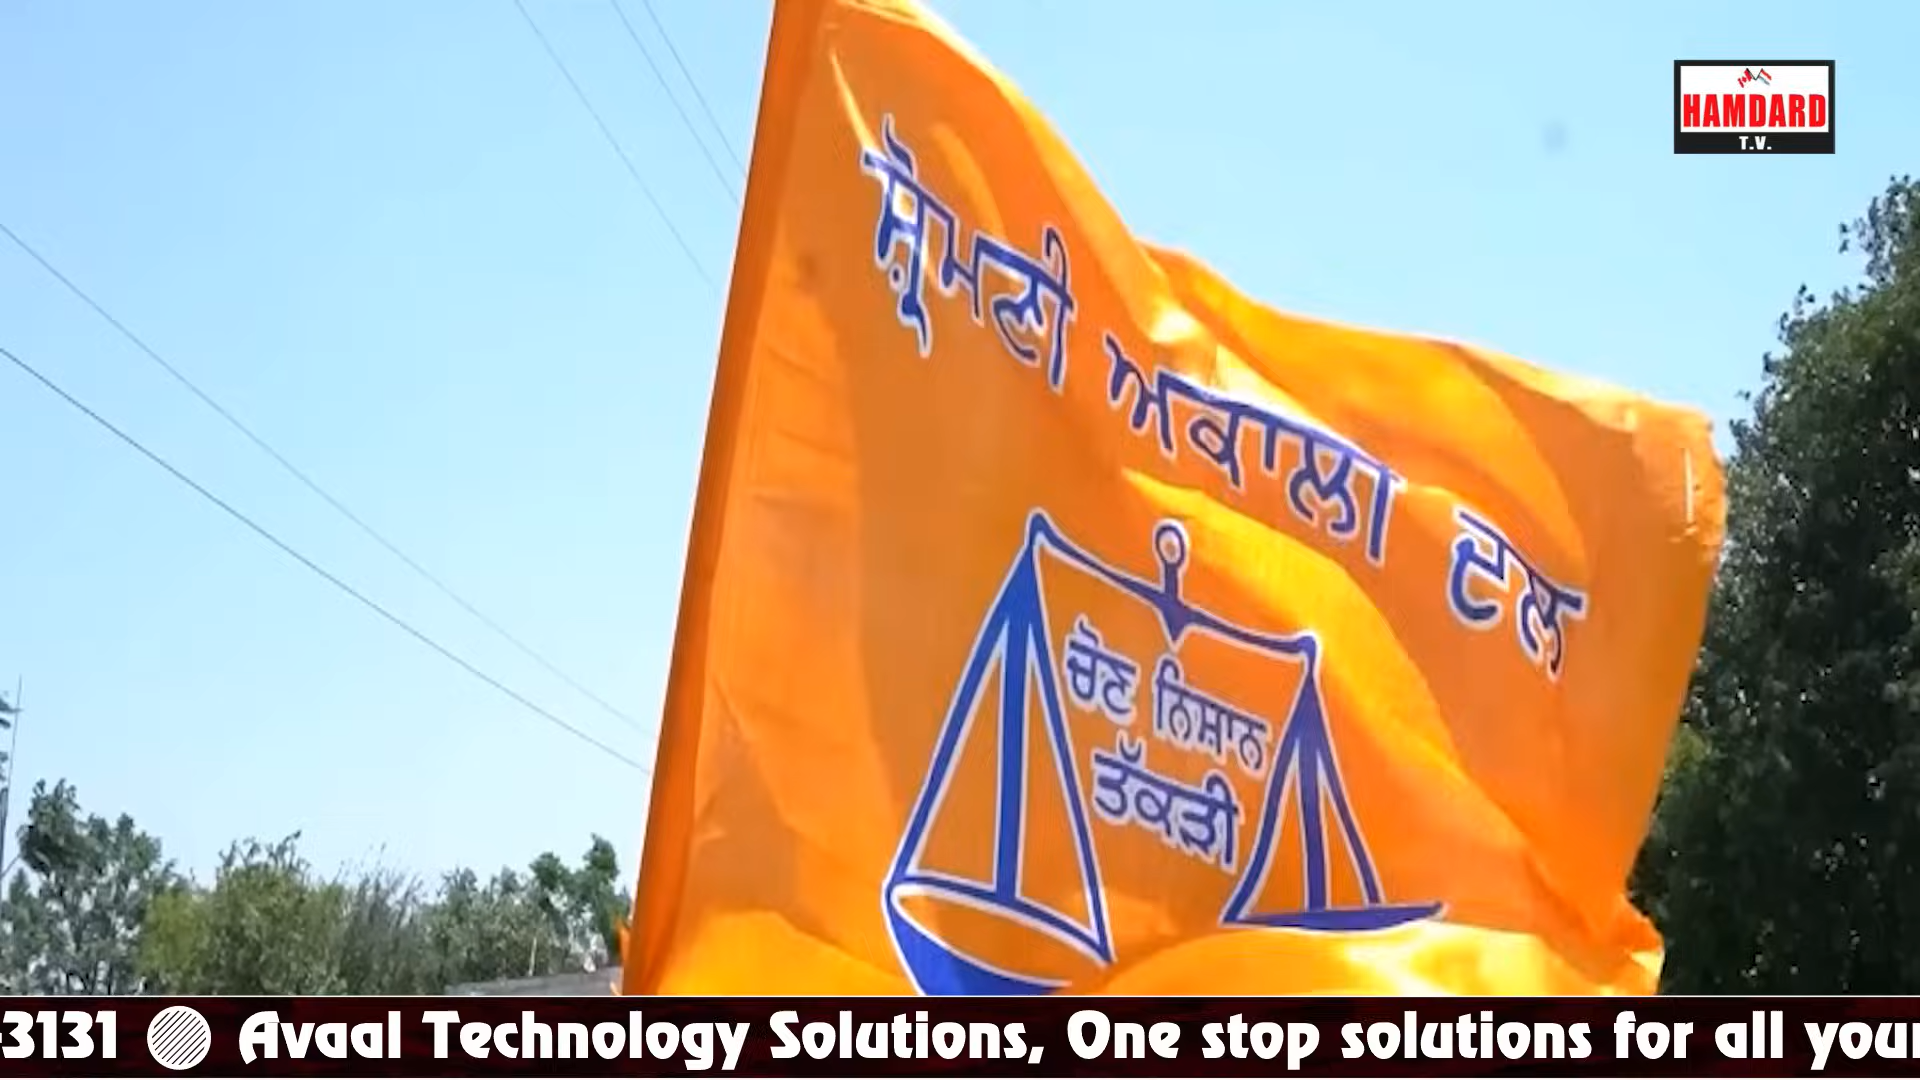 HAMDARD
T.V.
ਸ਼੍ਰੋਮਣੀ ਅਕਾਲੀ ਦਲ
ਚੋਣ ਨਿਸ਼ਾਨ
ਤੱਕੜੀ
-3131 Avaal Technology Solutions, One stop solutions for all your